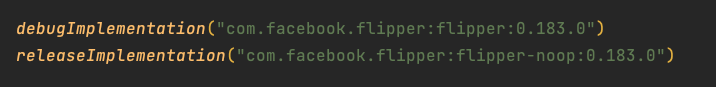 debugImplementation("com.facebook.flipper:flipper:0.183.0")
releaseImplementation("com.facebook.flipper:flipper-noop:0.183.0")